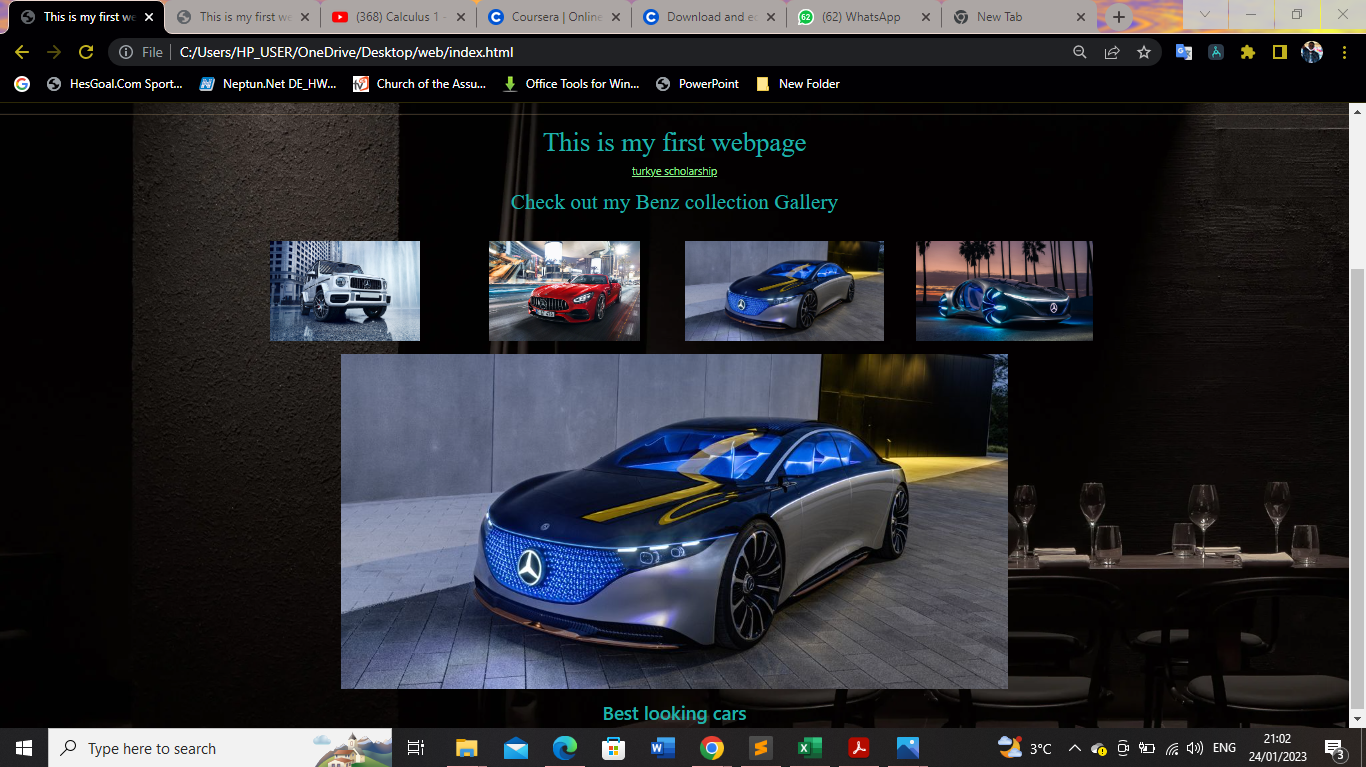 This is my first we
This is my first we
(368) Calculus 1 -
Coursera | Online
Download and ed
(62) WhatsApp
New Tab
File
C:/Users/HP_USER/OneDrive/Desktop/web/index.html
HesGoal.Com Sport...
Neptun.Net DE_HW...
Church of the Assu...
Office Tools for Win...
PowerPoint
New Folder
This is my first webpage
turkye scholarship
Check out my Benz collection Gallery
Best looking cars
Type here to search
3°C
ENG
21:02
24/01/2023
3